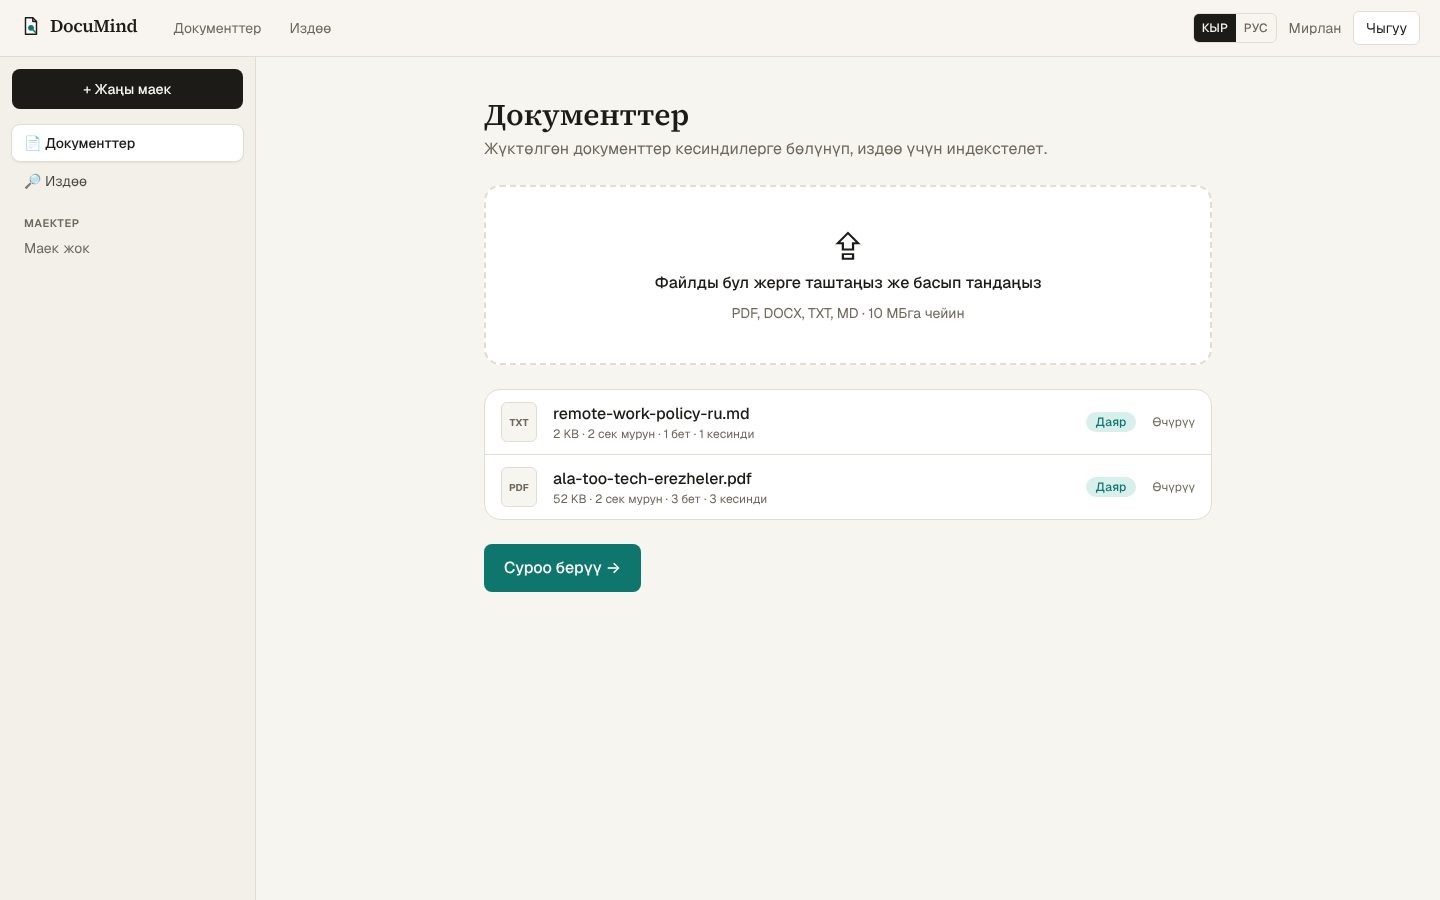 DocuMind
Документтер
Издөө
КЫР
РУС
Мирлан
Чыгуу
+ Жаңы маек
Документтер
Издөө
МАЕКТЕР
Маек жок
Документтер
Жүктөлгөн документтер кесиндилерге бөлүнүп, издөө үчүн индекстелет.
Файлды бул жерге таштаңыз же басып тандаңыз
PDF, DOCX, TXT, MD · 10 МБга чейин
TXT
remote-work-policy-ru.md
2 KB · 2 сек мурун · 1 бет · 1 кесинди
Даяр
Өчүрүү
PDF
ala-too-tech-erezheler.pdf
52 KB · 2 сек мурун · 3 бет · 3 кесинди
Даяр
Өчүрүү
Суроо берүү →